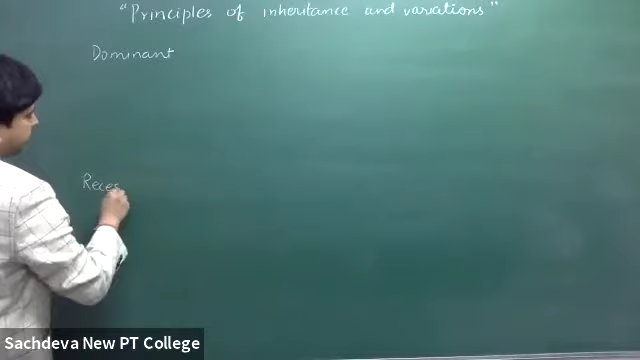 "Principles of inheritance and variations"
Dominant
Reces
Sachdeva New PT College